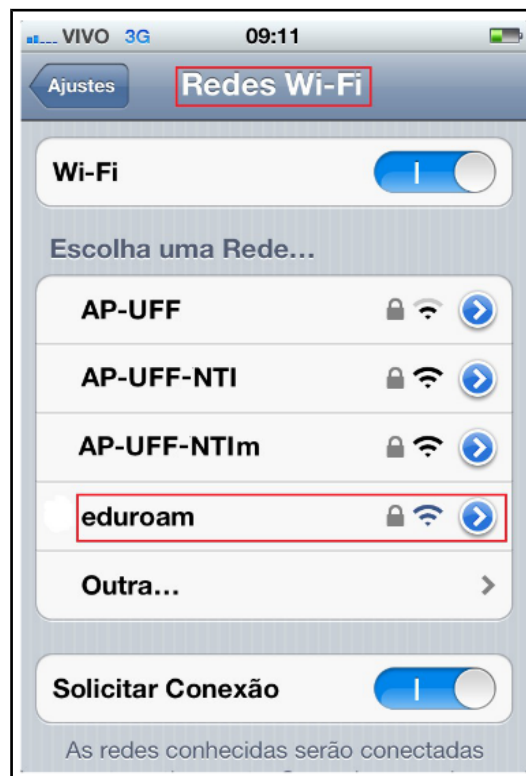 VIVO 3G 09:11
Ajustes Redes Wi-Fi
Wi-Fi
Escolha uma Rede...
AP-UFF
AP-UFF-NTI
AP-UFF-NTIm
eduroam
Outra...
Solicitar Conexão
As redes conhecidas serão conectadas